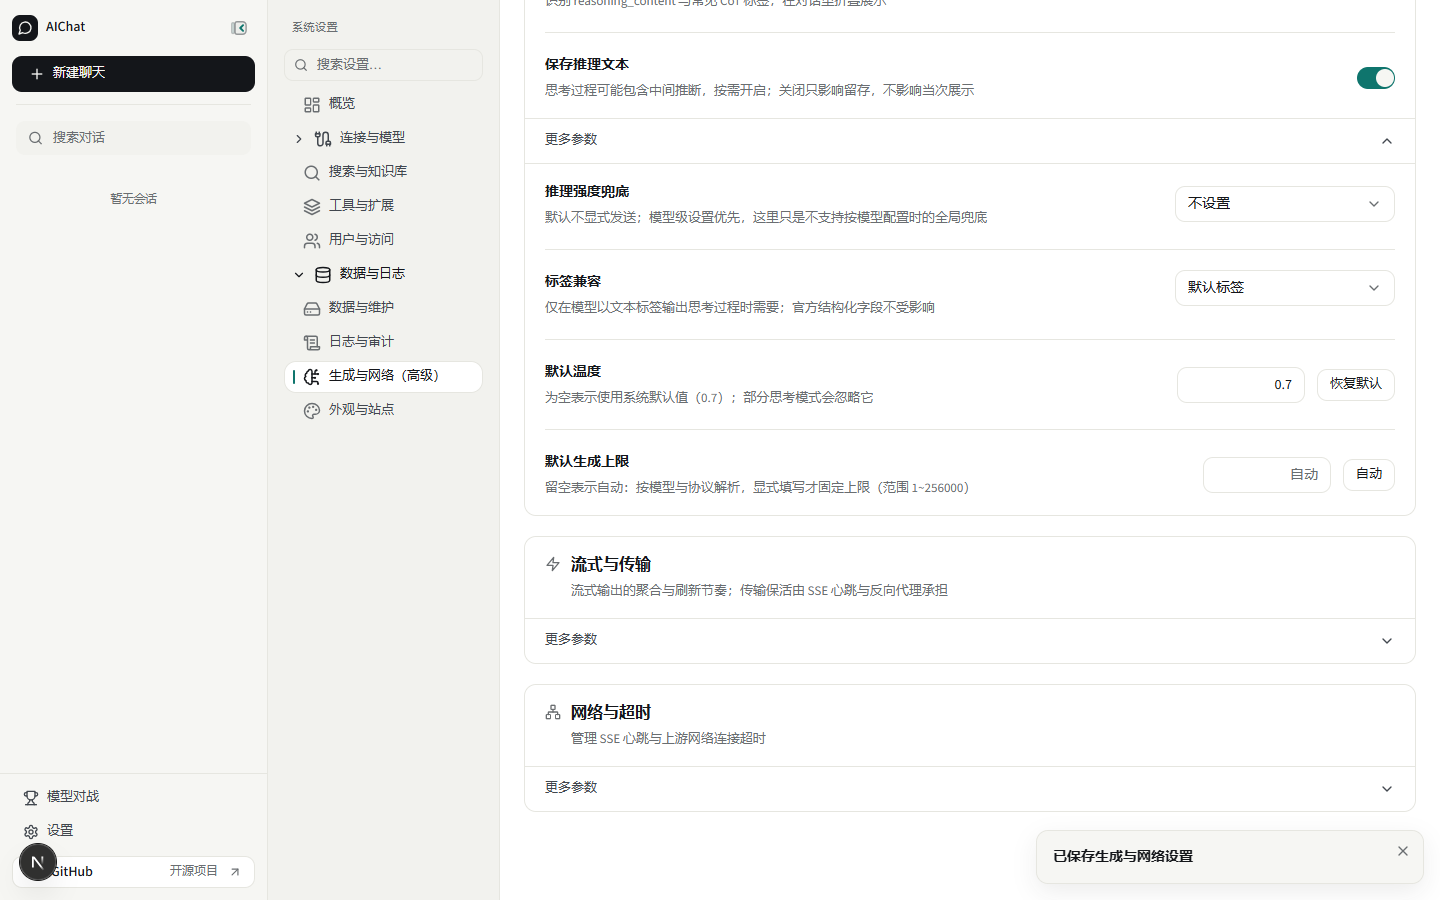 AIChat
新建聊天
搜索对话
暂无会话
模型对战
设置
N
GitHub
开源项目
系统设置
搜索设置...
概览
连接与模型
搜索与知识库
工具与扩展
用户与访问
数据与日志
数据与维护
日志与审计
生成与网络（高级）
外观与站点
识别 reasoning_content 与常见 CoT 标签，在对话里折叠展示
保存推理文本
思考过程可能包含中间推断，按需开启；关闭只影响留存，不影响当次展示
更多参数
推理强度兜底
默认不显式发送；模型级设置优先，这里只是不支持按模型配置时的全局兜底
不设置
标签兼容
仅在模型以文本标签输出思考过程时需要；官方结构化字段不受影响
默认标签
默认温度
为空表示使用系统默认值（0.7）；部分思考模式会忽略它
0.7
恢复默认
默认生成上限
留空表示自动：按模型与协议解析，显式填写才固定上限（范围 1~256000）
自动
自动
流式与传输
流式输出的聚合与刷新节奏；传输保活由 SSE 心跳与反向代理承担
更多参数
网络与超时
管理 SSE 心跳与上游网络连接超时
更多参数
已保存生成与网络设置